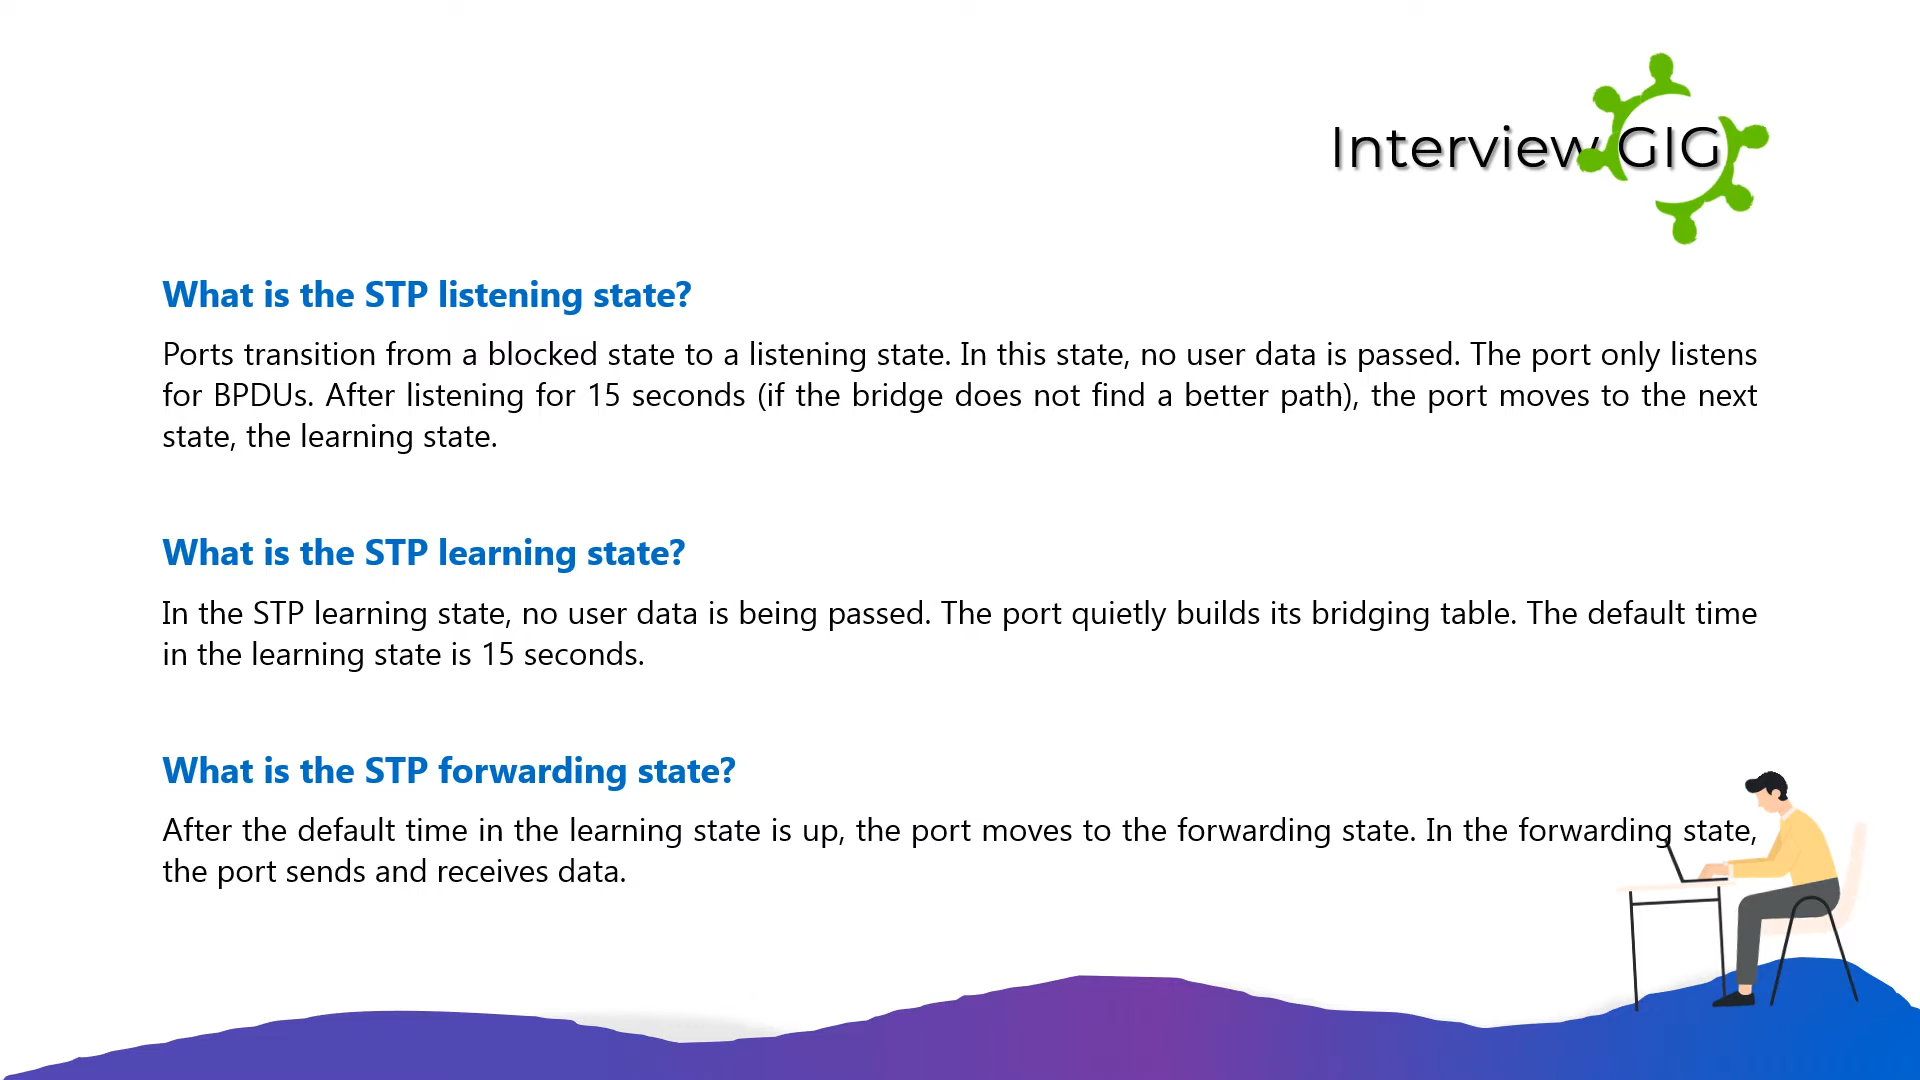 Interview GIG
What is the STP listening state?
Ports transition from a blocked state to a listening state. In this state, no user data is passed. The port only listens
for BPDUs. After listening for 15 seconds (if the bridge does not find a better path), the port moves to the next
state, the learning state.
What is the STP learning state?
In the STP learning state, no user data is being passed. The port quietly builds its bridging table. The default time
in the learning state is 15 seconds.
What is the STP forwarding state?
After the default time in the learning state is up, the port moves to the forwarding state. In the forwarding state,
the port sends and receives data.